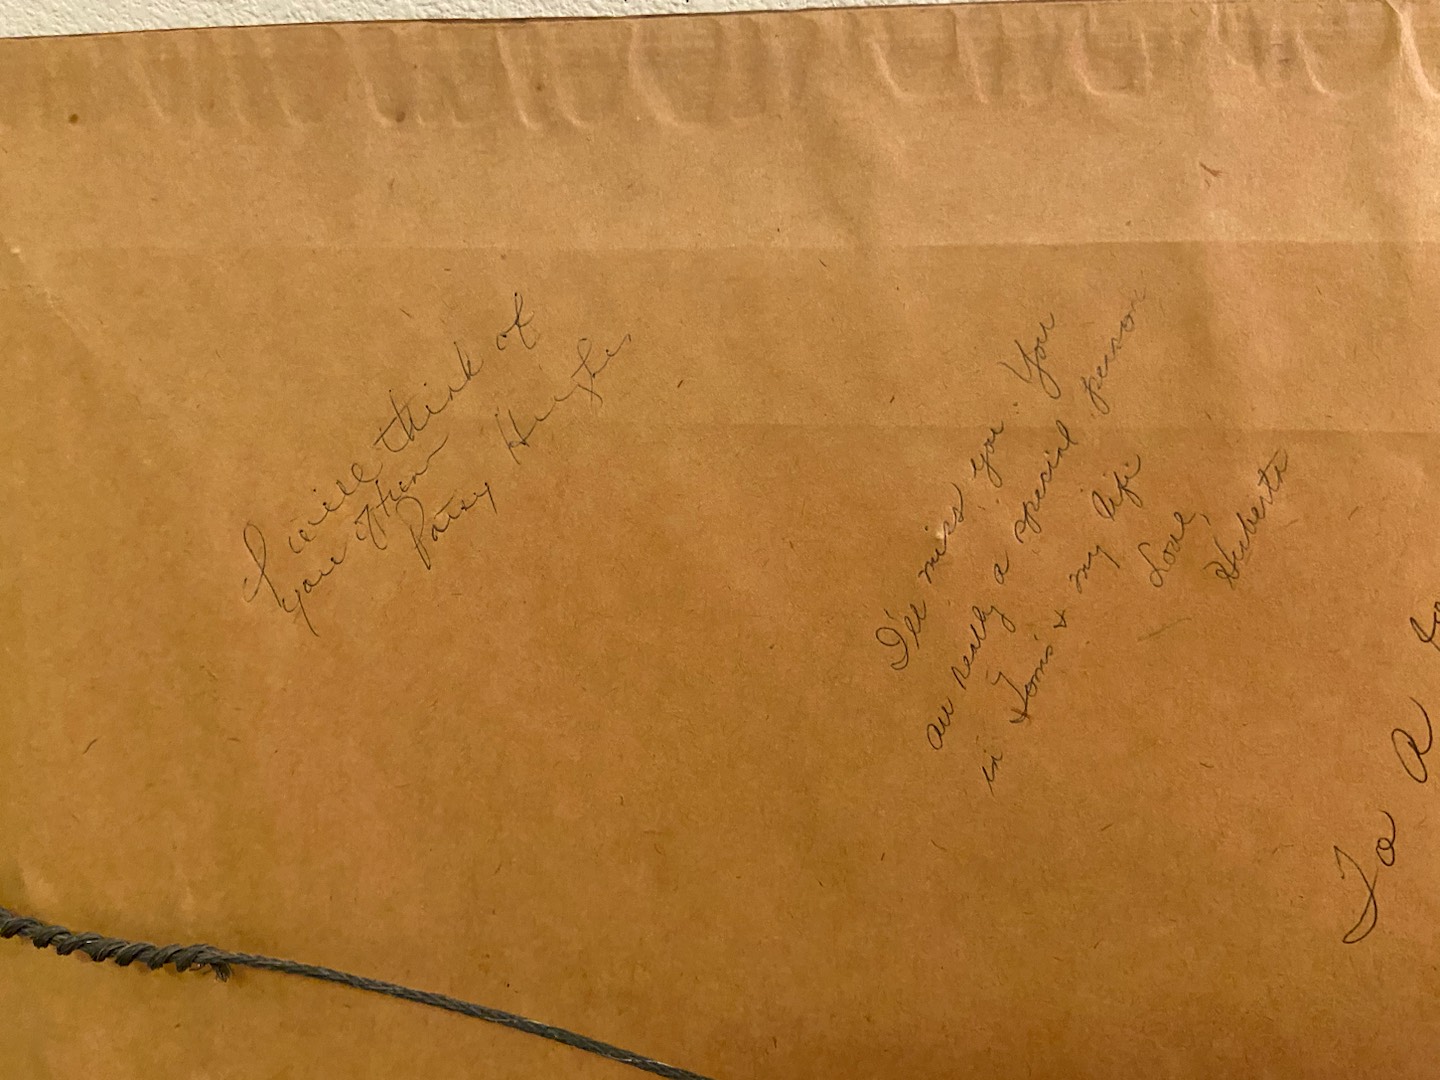 I will think of
you often
Patsy Hughes
I'll miss you. You
are really a special person
in Tom's & my life
Love,
Huberta
To a